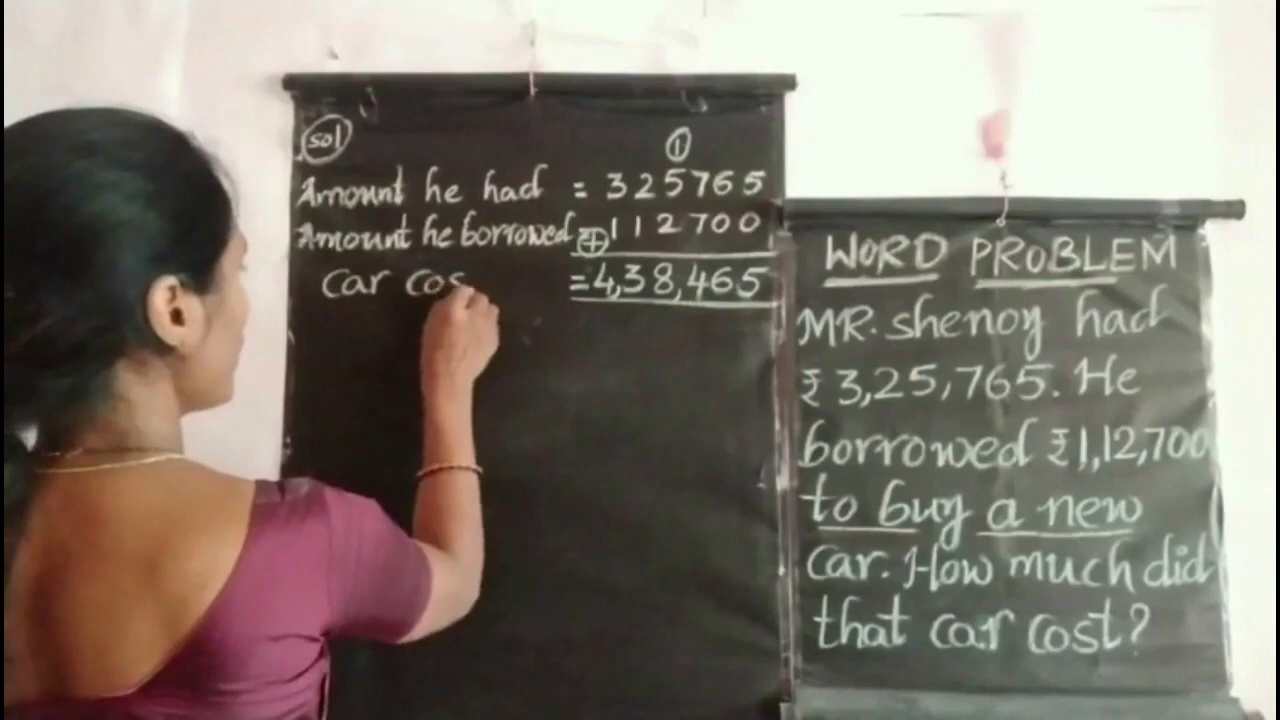 sol
1
Amount he had = 325765
Amount he borrowed = + 112700
Car cos = 4,38,465
WORD PROBLEM
MR. shenoy had
₹3,25,765. He
borrowed ₹1,12,700
to buy a new
car. How much did
that car cost?